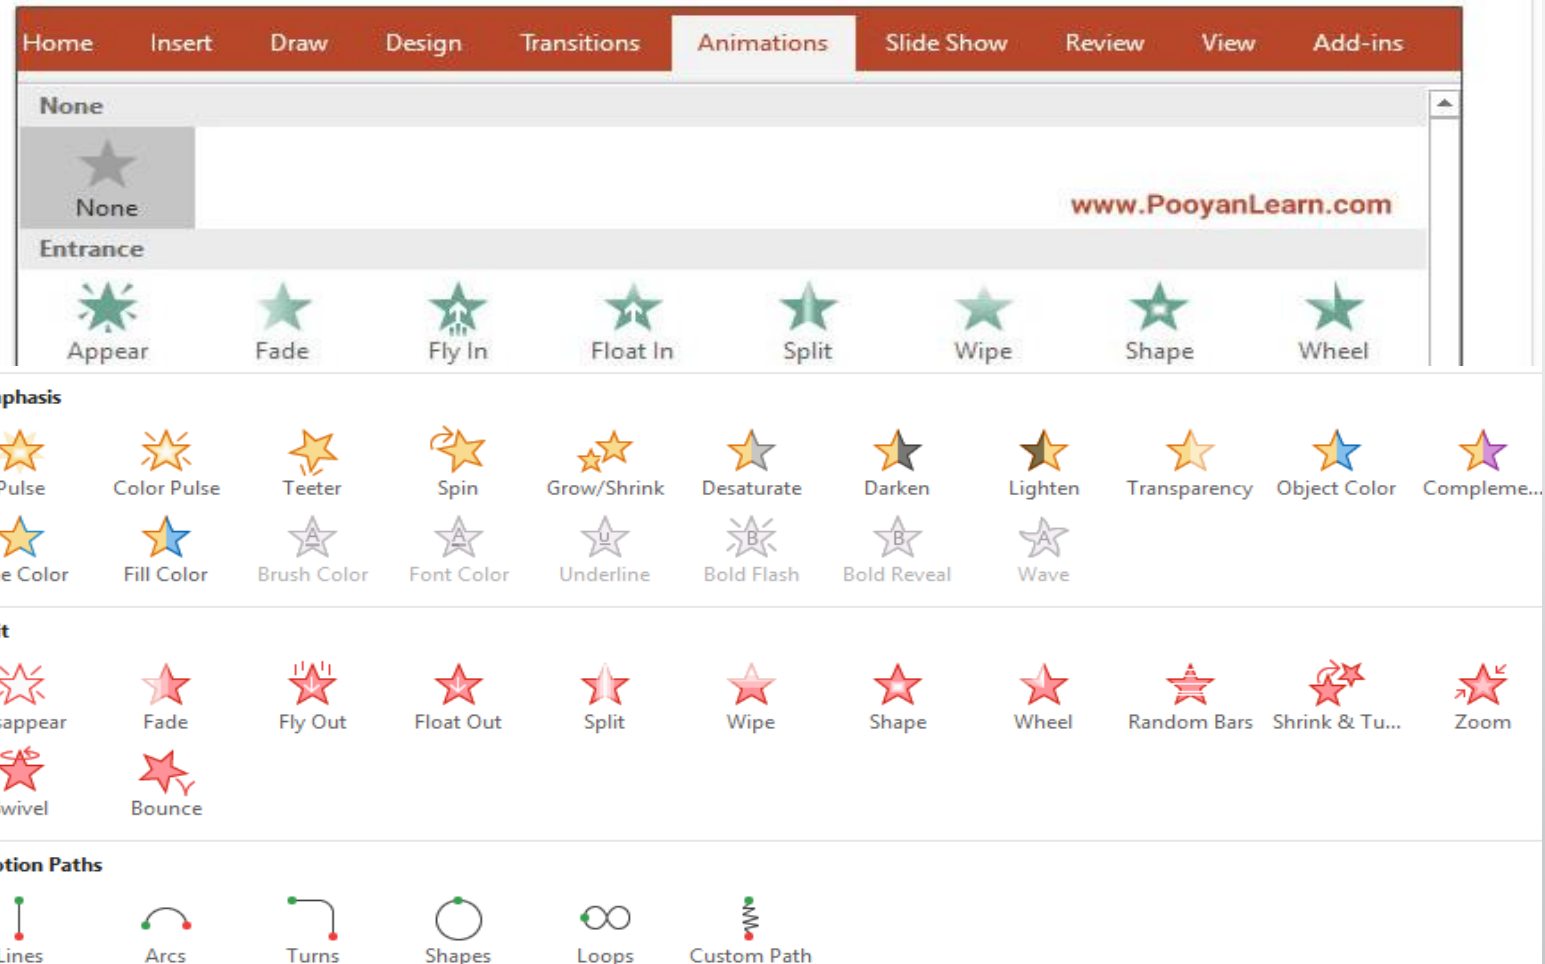 Home Insert Draw Design Transitions Animations Slide Show Review View Add-ins
None
None
www.PooyanLearn.com
Entrance
Appear Fade Fly In Float In Split Wipe Shape Wheel
phasis
Pulse Color Pulse Teeter Spin Grow/Shrink Desaturate Darken Lighten Transparency Object Color Compleme...
e Color Fill Color Brush Color Font Color Underline Bold Flash Bold Reveal Wave
it
sappear Fade Fly Out Float Out Split Wipe Shape Wheel Random Bars Shrink & Tu... Zoom
wivel Bounce
otion Paths
Lines Arcs Turns Shapes Loops Custom Path